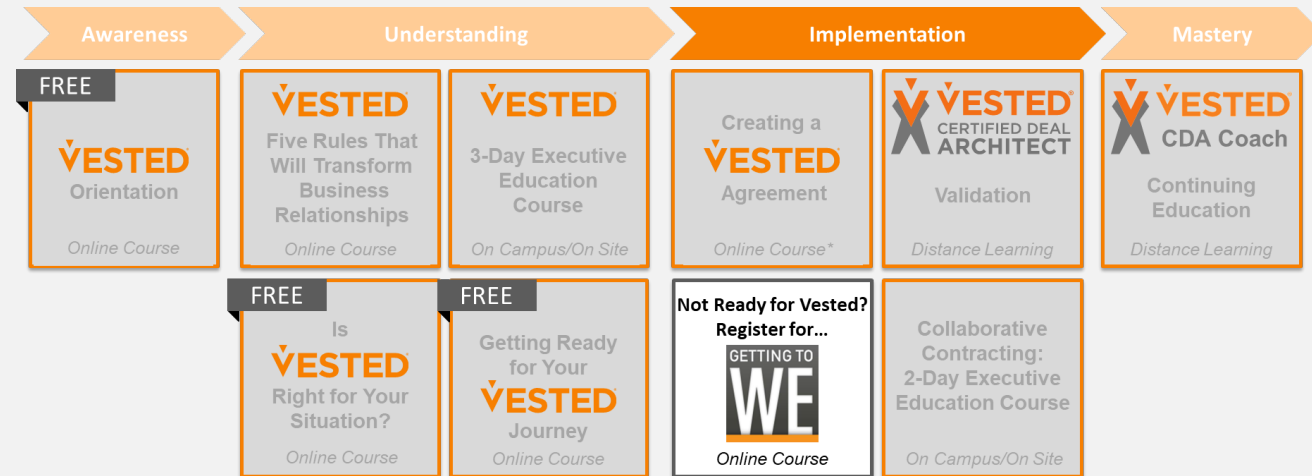 Awareness
Understanding
Implementation
Mastery
FREE
VESTED®
Orientation
Online Course
VESTED®
Five Rules That
Will Transform
Business
Relationships
Online Course
VESTED®
3-Day Executive
Education
Course
On Campus/On Site
Creating a
VESTED®
Agreement
Online Course*
VESTED®
CERTIFIED DEAL
ARCHITECT
Validation
Distance Learning
VESTED®
CDA Coach
Continuing
Education
Distance Learning
FREE
Is
VESTED®
Right for Your
Situation?
Online Course
FREE
Getting Ready
for Your
VESTED®
Journey
Online Course
Not Ready for Vested?
Register for...
GETTING TO
WE
Online Course
Collaborative
Contracting:
2-Day Executive
Education Course
On Campus/On Site